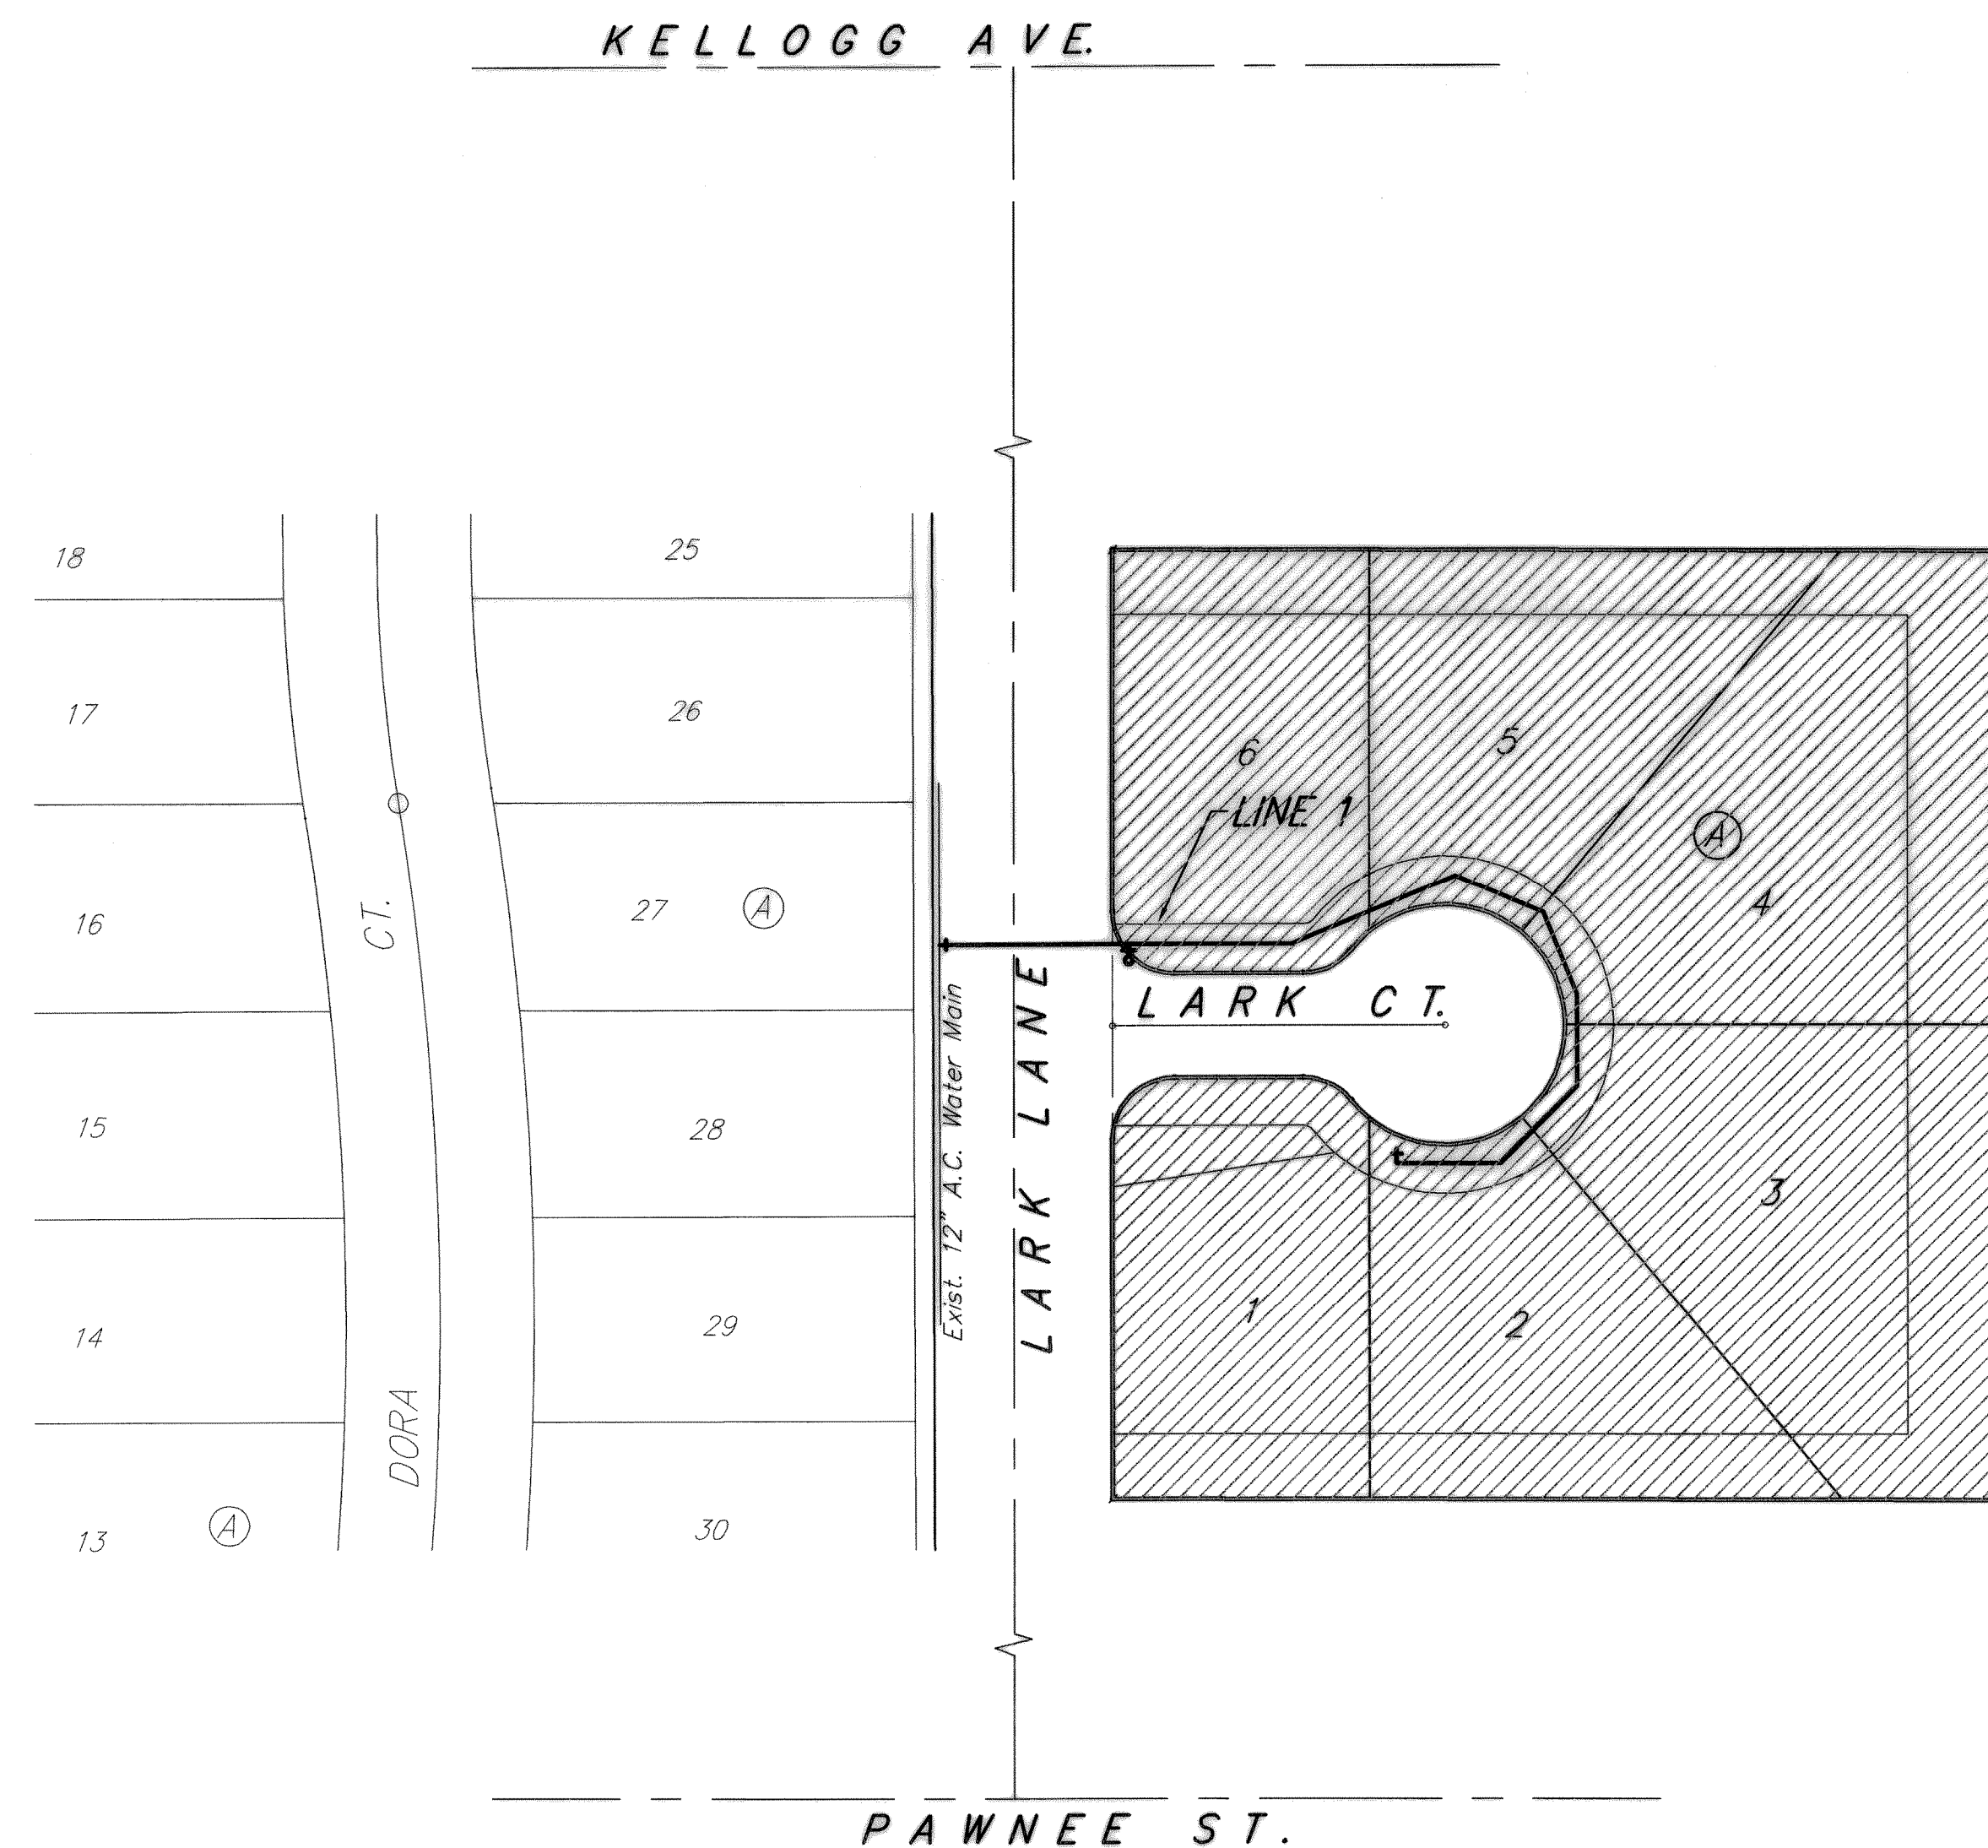 KELLOGG AVE.
18
25
17
26
6
5
LINE 1
A
4
16
27
A
CT.
LARK CT.
Exist. 12" A.C. Water Main
LARK LANE
15
28
3
14
29
1
2
DORA
13
A
30
PAWNEE ST.